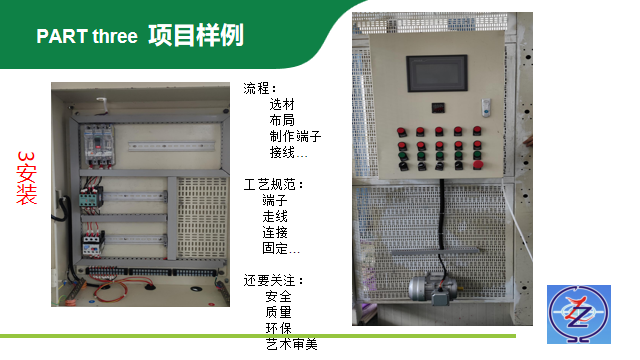 PART three 项目样例
3安装
流程：
选材
布局
制作端子
接线…
工艺规范：
端子
走线
连接
固定…
还要关注：
安全
质量
环保
艺术审美